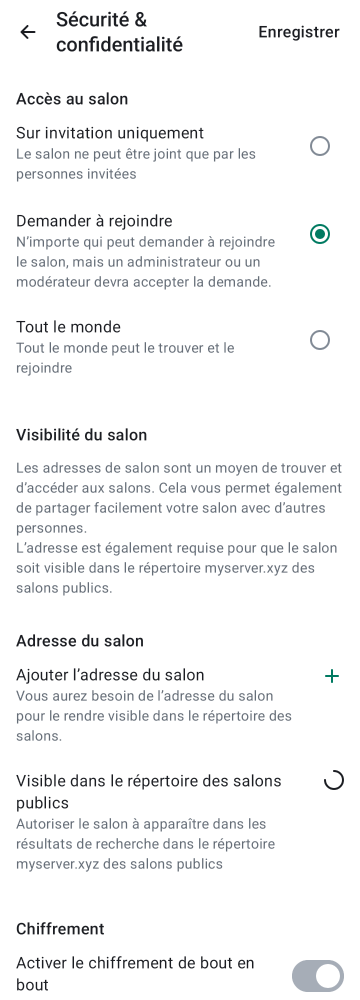 Sécurité &
confidentialité
Enregistrer
Accès au salon
Sur invitation uniquement
Le salon ne peut être joint que par les
personnes invitées
Demander à rejoindre
N’importe qui peut demander à rejoindre
le salon, mais un administrateur ou un
modérateur devra accepter la demande.
Tout le monde
Tout le monde peut le trouver et le
rejoindre
Visibilité du salon
Les adresses de salon sont un moyen de trouver et
d’accéder aux salons. Cela vous permet également
de partager facilement votre salon avec d’autres
personnes.
L’adresse est également requise pour que le salon
soit visible dans le répertoire myserver.xyz des
salons publics.
Adresse du salon
Ajouter l’adresse du salon
Vous aurez besoin de l’adresse du salon
pour le rendre visible dans le répertoire des
salons.
Visible dans le répertoire des salons
publics
Autoriser le salon à apparaître dans les
résultats de recherche dans le répertoire
myserver.xyz des salons publics
Chiffrement
Activer le chiffrement de bout en
bout